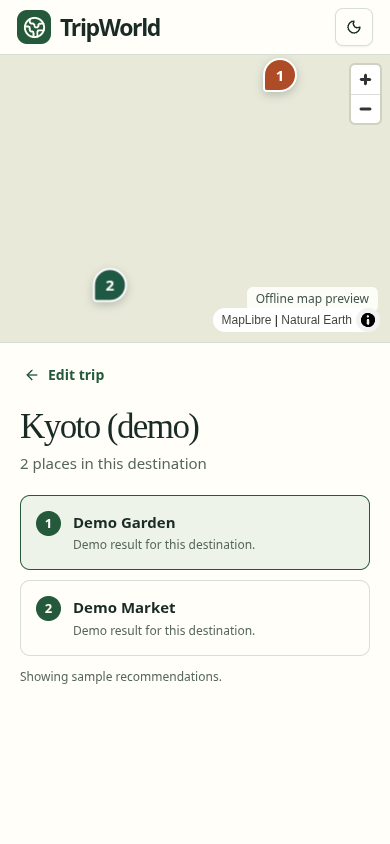 TripWorld
1
2
Offline map preview
MapLibre | Natural Earth
Edit trip
Kyoto (demo)
2 places in this destination
1
Demo Garden
Demo result for this destination.
2
Demo Market
Demo result for this destination.
Showing sample recommendations.